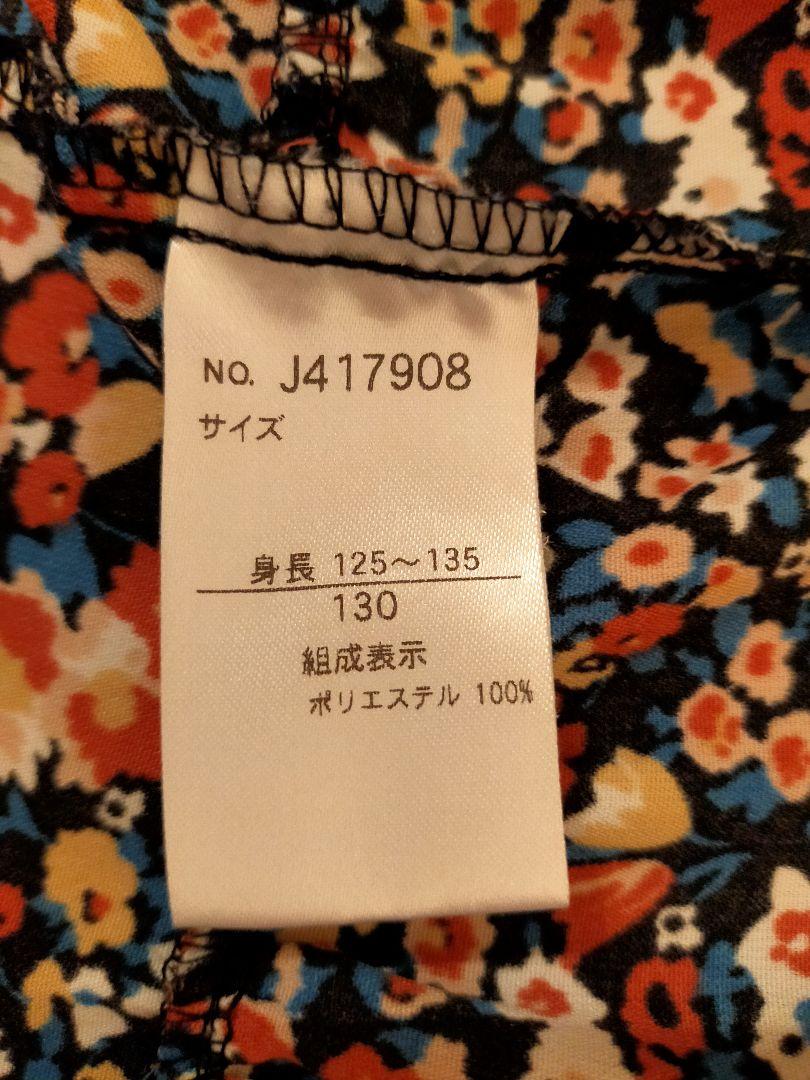 NO. J417908
サイズ
身長 125～135
130
組成表示
ポリエステル 100%